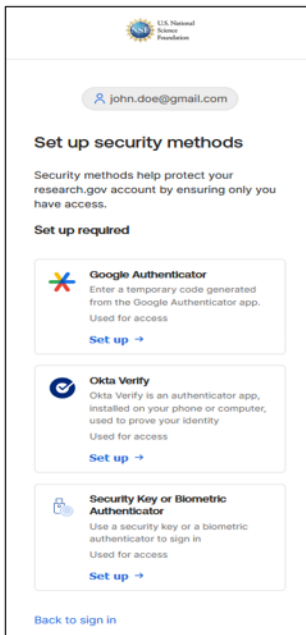 NSF
U.S. National
Science
Foundation
john.doe@gmail.com
Set up security methods
Security methods help protect your
research.gov account by ensuring only you
have access.
Set up required
Google Authenticator
Enter a temporary code generated
from the Google Authenticator app.
Used for access
Set up →
Okta Verify
Okta Verify is an authenticator app,
installed on your phone or computer,
used to prove your identity
Used for access
Set up →
Security Key or Biometric
Authenticator
Use a security key or a biometric
authenticator to sign in
Used for access
Set up →
Back to sign in